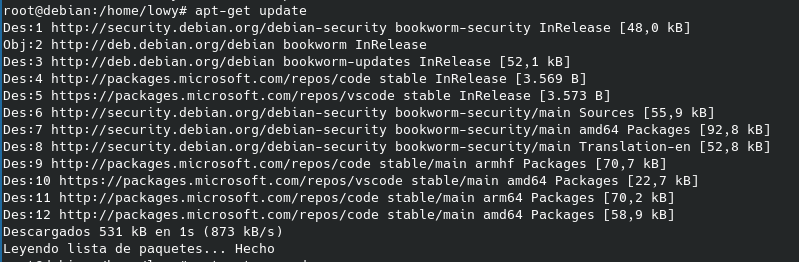 root@debian:/home/lowy# apt-get update
Des:1 http://security.debian.org/debian-security bookworm-security InRelease [48,0 kB]
Obj:2 http://deb.debian.org/debian bookworm InRelease
Des:3 http://deb.debian.org/debian bookworm-updates InRelease [52,1 kB]
Des:4 http://packages.microsoft.com/repos/code stable InRelease [3.569 B]
Des:5 https://packages.microsoft.com/repos/vscode stable InRelease [3.573 B]
Des:6 http://security.debian.org/debian-security bookworm-security/main Sources [55,9 kB]
Des:7 http://security.debian.org/debian-security bookworm-security/main amd64 Packages [92,8 kB]
Des:8 http://security.debian.org/debian-security bookworm-security/main Translation-en [52,8 kB]
Des:9 http://packages.microsoft.com/repos/code stable/main armhf Packages [70,7 kB]
Des:10 https://packages.microsoft.com/repos/vscode stable/main amd64 Packages [22,7 kB]
Des:11 http://packages.microsoft.com/repos/code stable/main arm64 Packages [70,2 kB]
Des:12 http://packages.microsoft.com/repos/code stable/main amd64 Packages [58,9 kB]
Descargados 531 kB en 1s (873 kB/s)
Leyendo lista de paquetes... Hecho